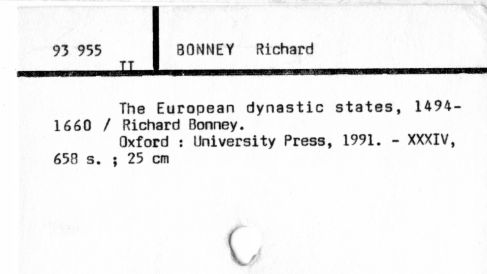 93 955
II
BONNEY Richard
The European dynastic states, 1494-
1660 / Richard Bonney.
Oxford : University Press, 1991. - XXXIV,
658 s. ; 25 cm